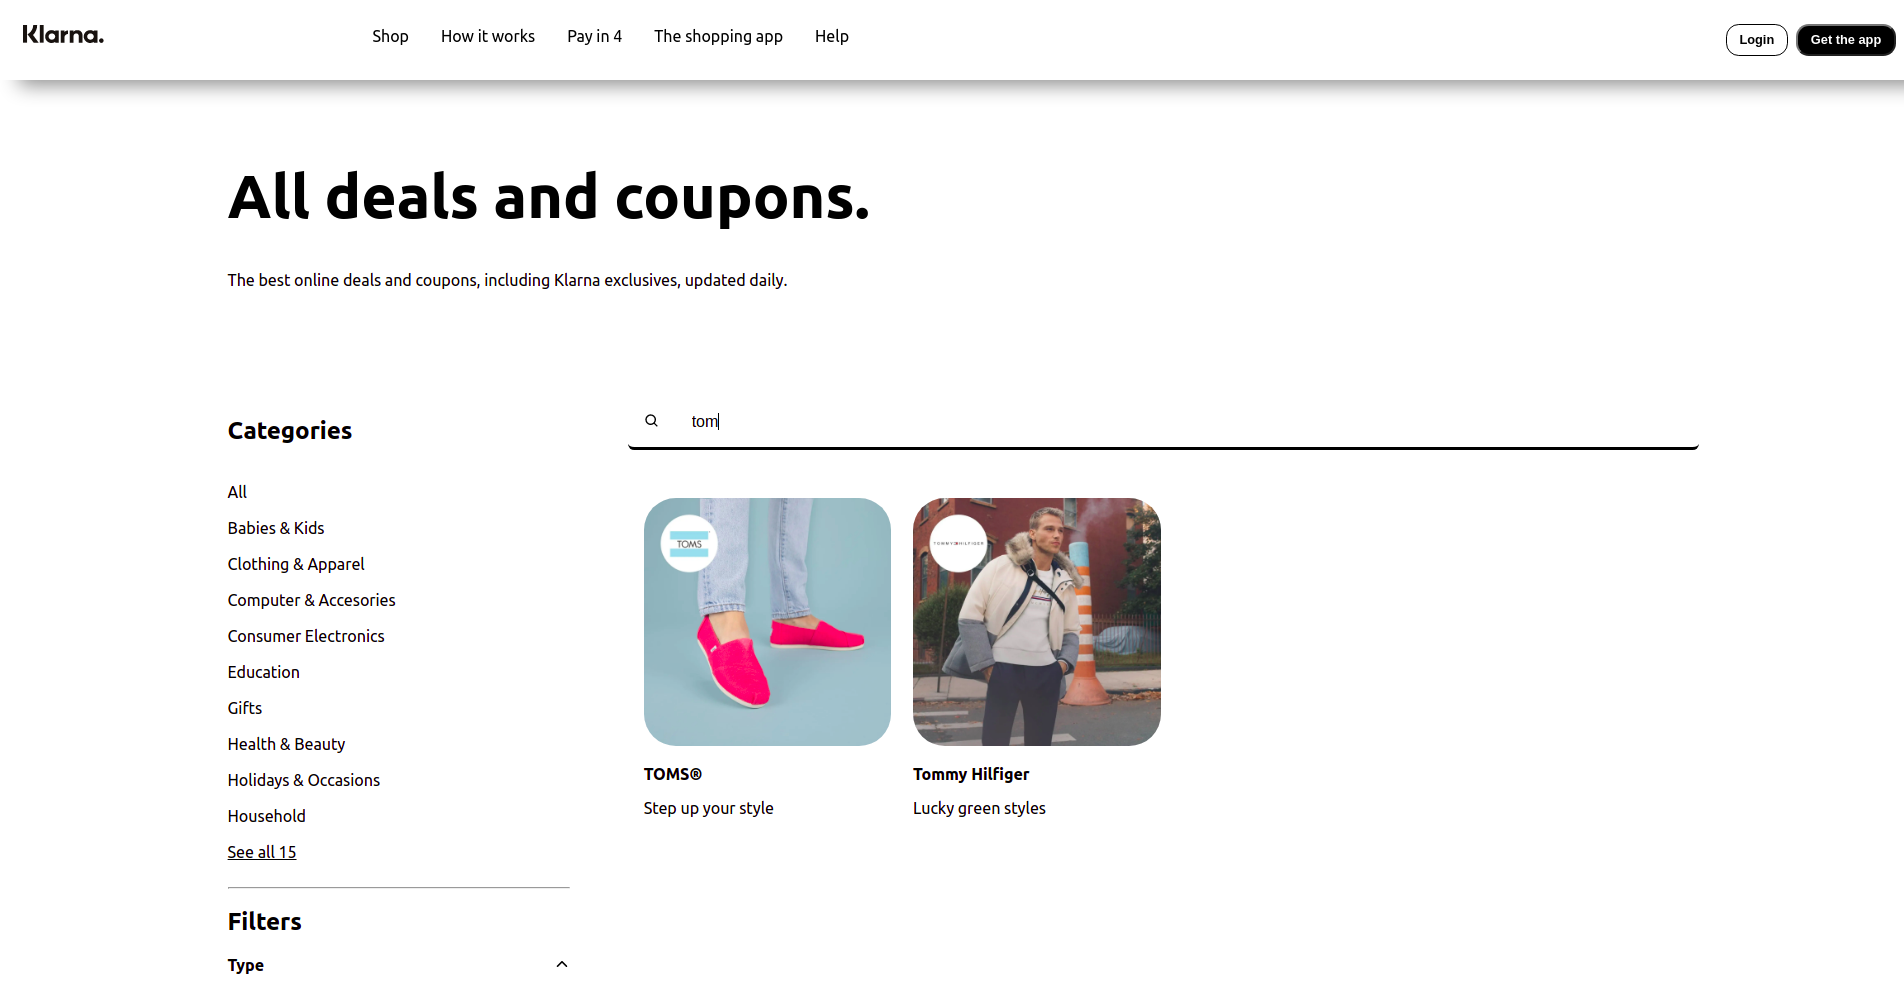 Klarna.
Shop How it works Pay in 4 The shopping app Help
Login Get the app
All deals and coupons.
The best online deals and coupons, including Klarna exclusives, updated daily.
Categories
All
Babies & Kids
Clothing & Apparel
Computer & Accesories
Consumer Electronics
Education
Gifts
Health & Beauty
Holidays & Occasions
Household
See all 15
Filters
Type
tom
TOMS
TOMS®
Step up your style
TOMMY HILFIGER
Tommy Hilfiger
Lucky green styles